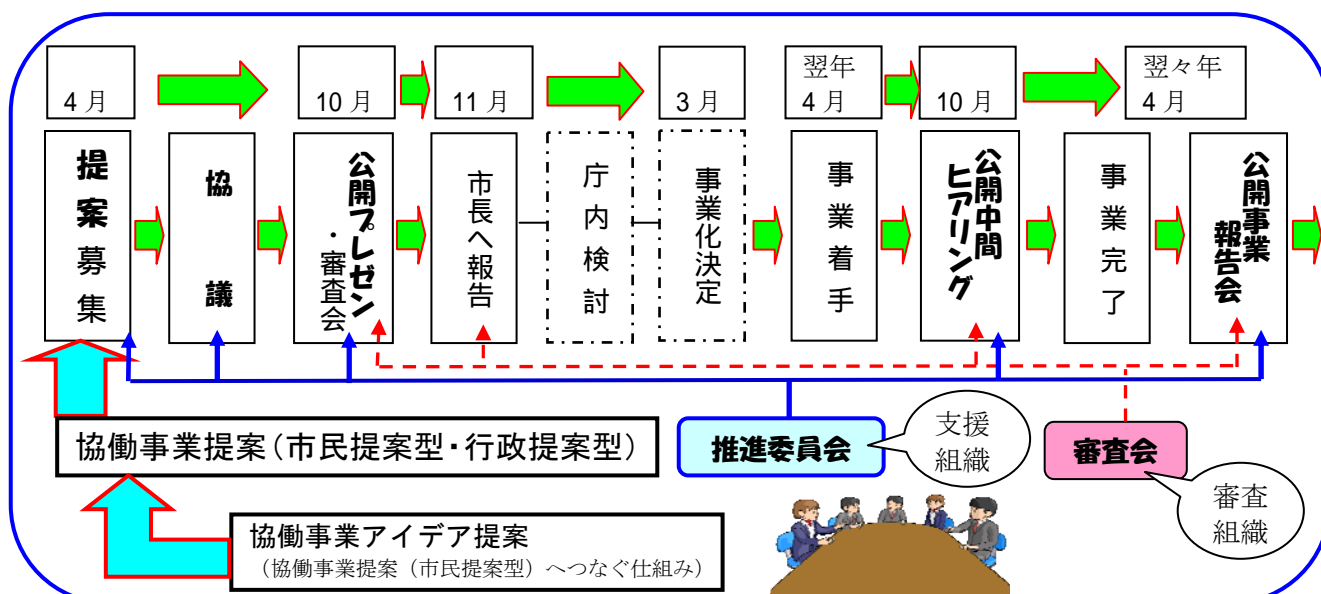 4 月
10 月
11 月
3 月
翌年
4 月
10 月
翌々年
4 月
提案募集
協議
公開プレゼン
・審査会
市長へ報告
庁内検討
事業化決定
事業着手
公開中間
ヒアリング
事業完了
公開事業
報告会
協働事業提案（市民提案型・行政提案型）
推進委員会
支援
組織
審査会
審査
組織
協働事業アイデア提案
（協働事業提案（市民提案型）へつなぐ仕組み）